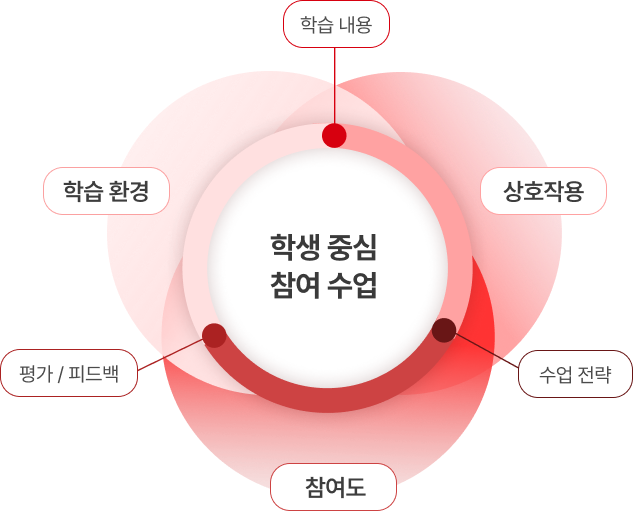 학습 내용
학습 환경
상호작용
학생 중심
참여 수업
평가 / 피드백
수업 전략
참여도